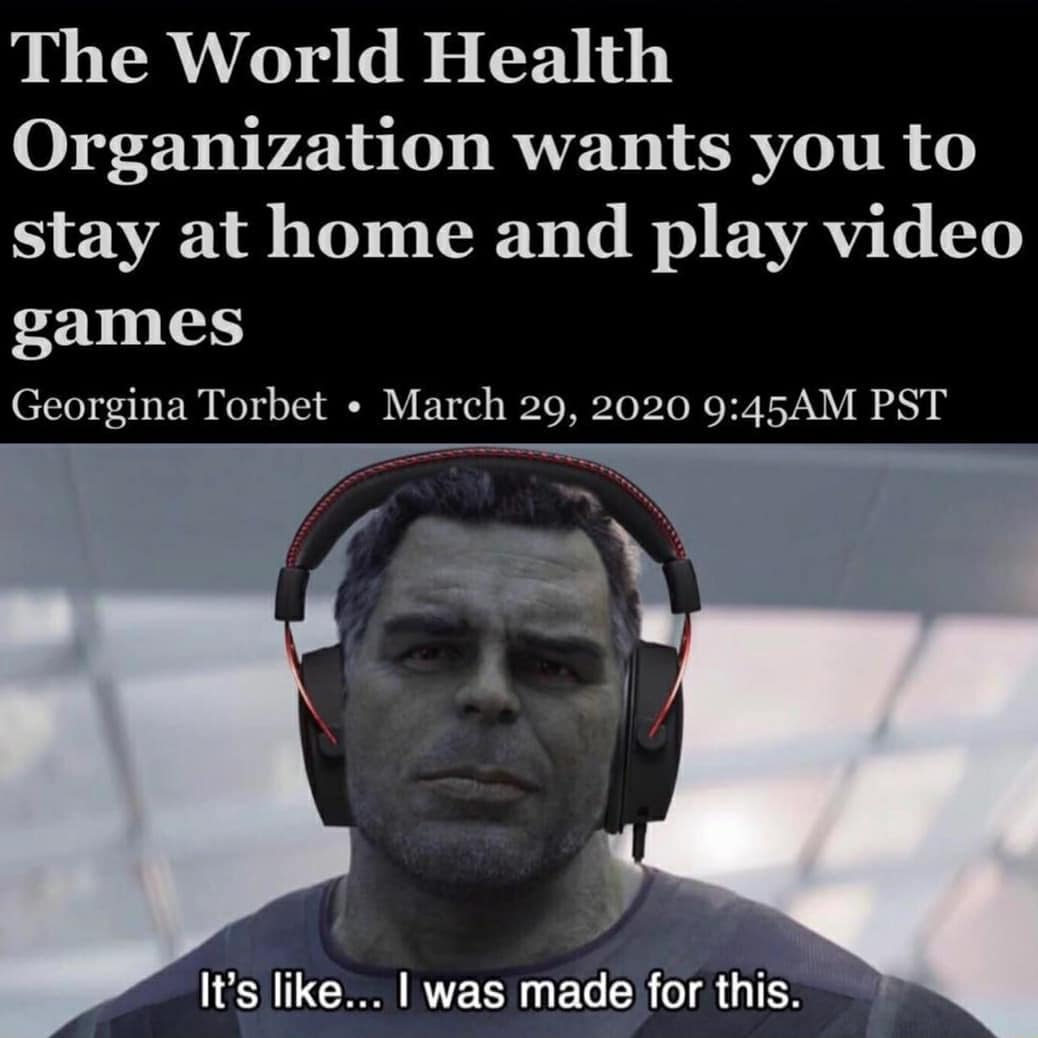 The World Health
Organization wants you to
stay at home and play video
games
Georgina Torbet • March 29, 2020 9:45AM PST
It's like... I was made for this.